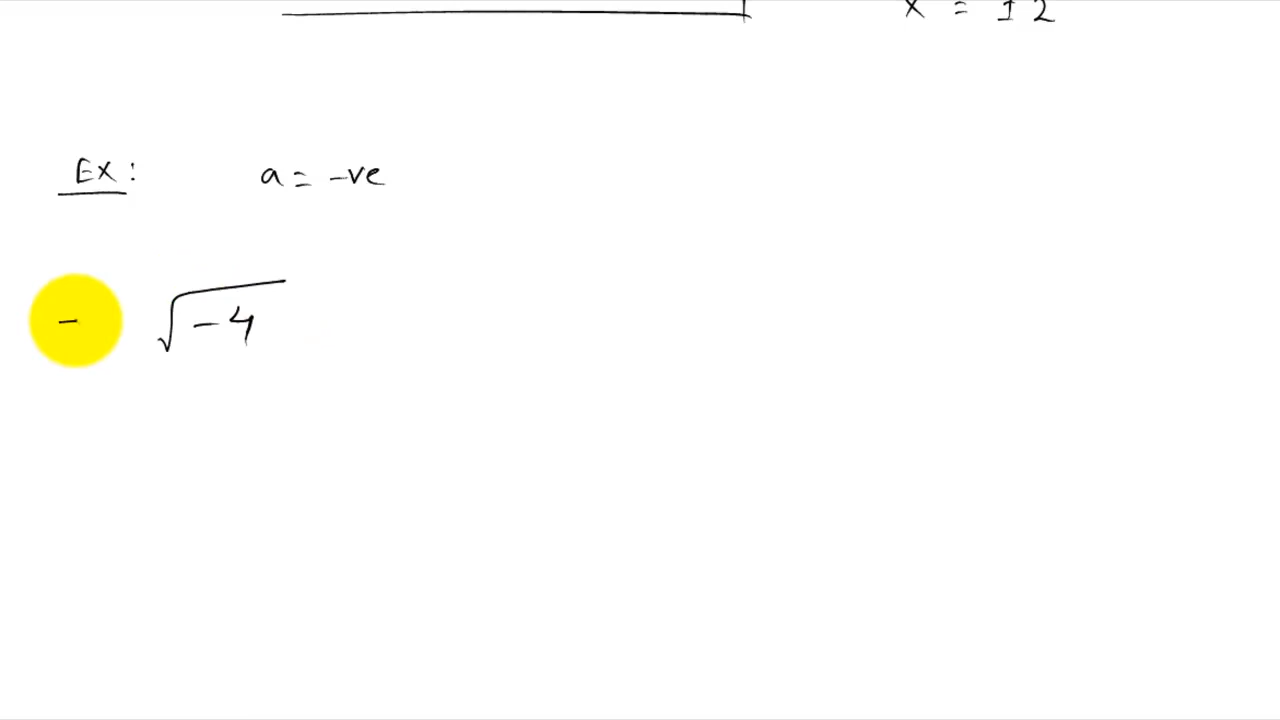 x = ±2
Ex: a = -ve
- √-4